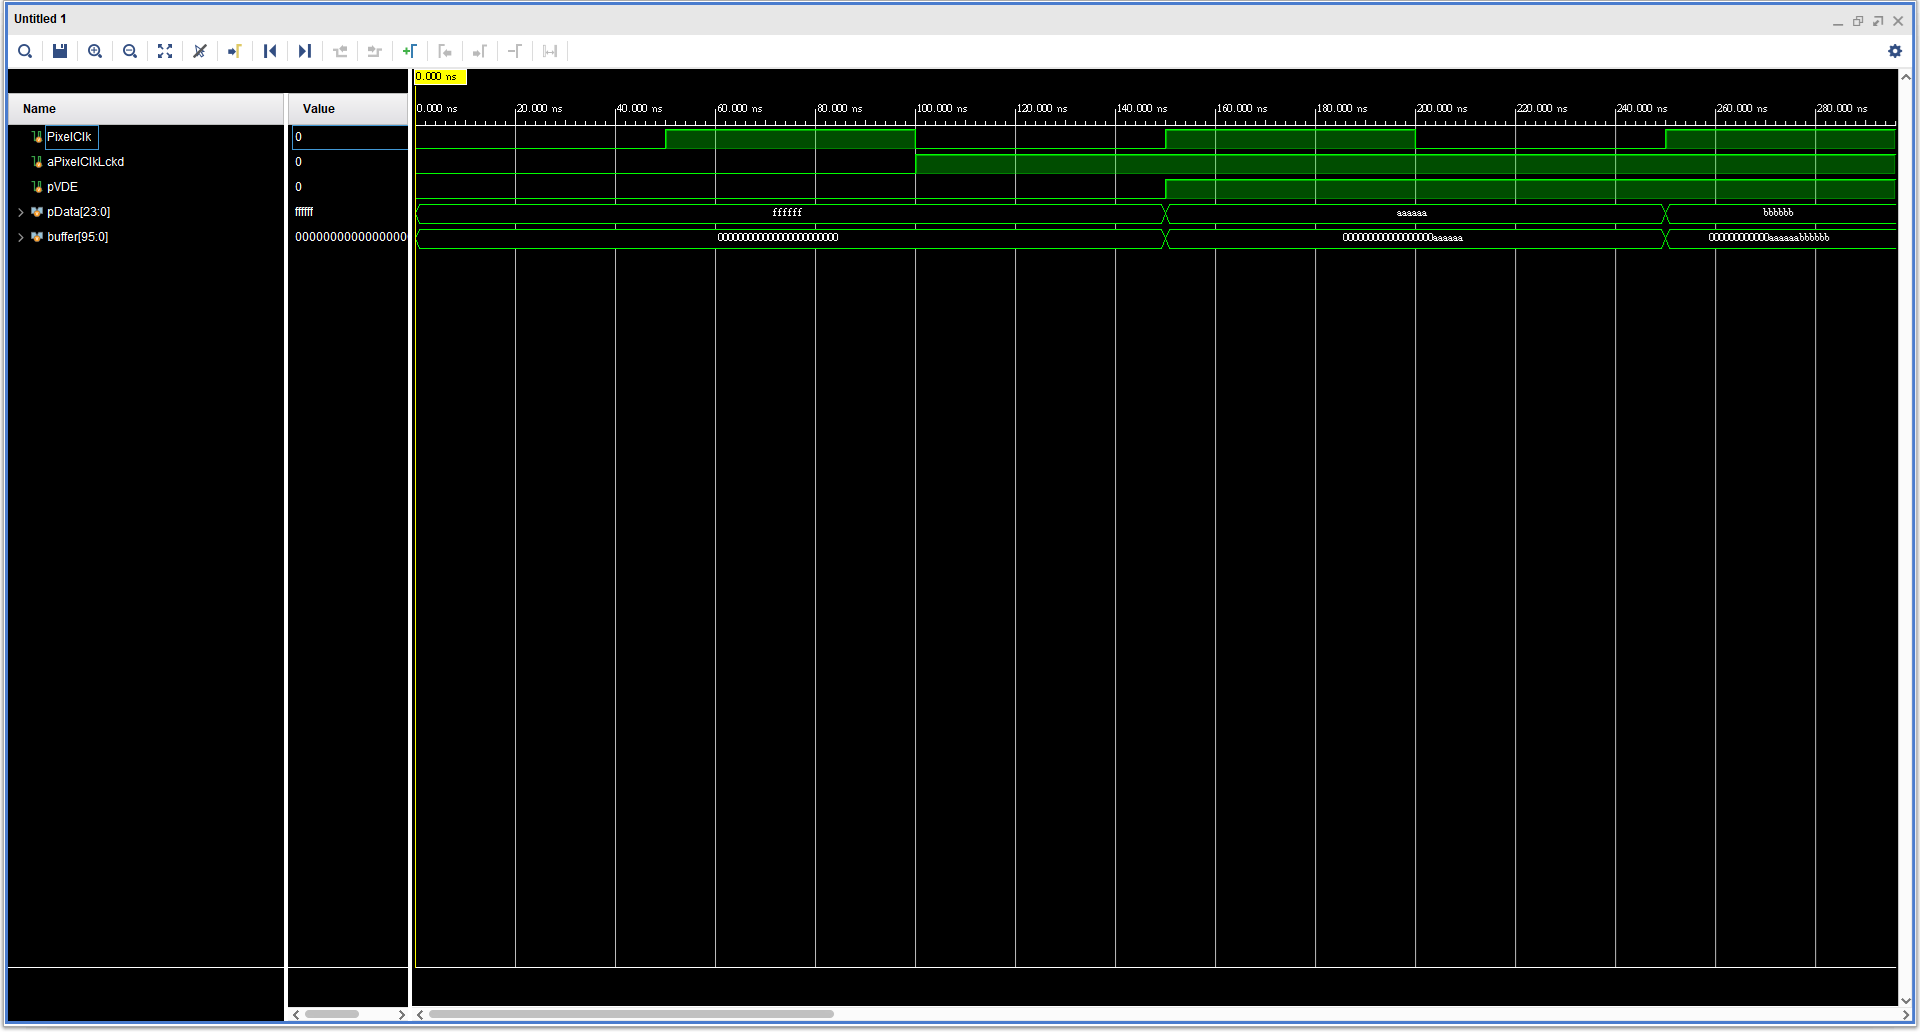 Untitled 1
0.000 ns
Name Value
0.000 ns 20.000 ns 40.000 ns 60.000 ns 80.000 ns 100.000 ns 120.000 ns 140.000 ns 160.000 ns 180.000 ns 200.000 ns 220.000 ns 240.000 ns 260.000 ns 280.000 ns
PixelClk 0
aPixelClkLckd 0
pVDE 0
pData[23:0] ffffff ffffff aaaaaa bbbbbb
buffer[95:0] 0000000000000000 000000000000000000000000 000000000000000000aaaaaa 000000000000aaaaaabbbbbb